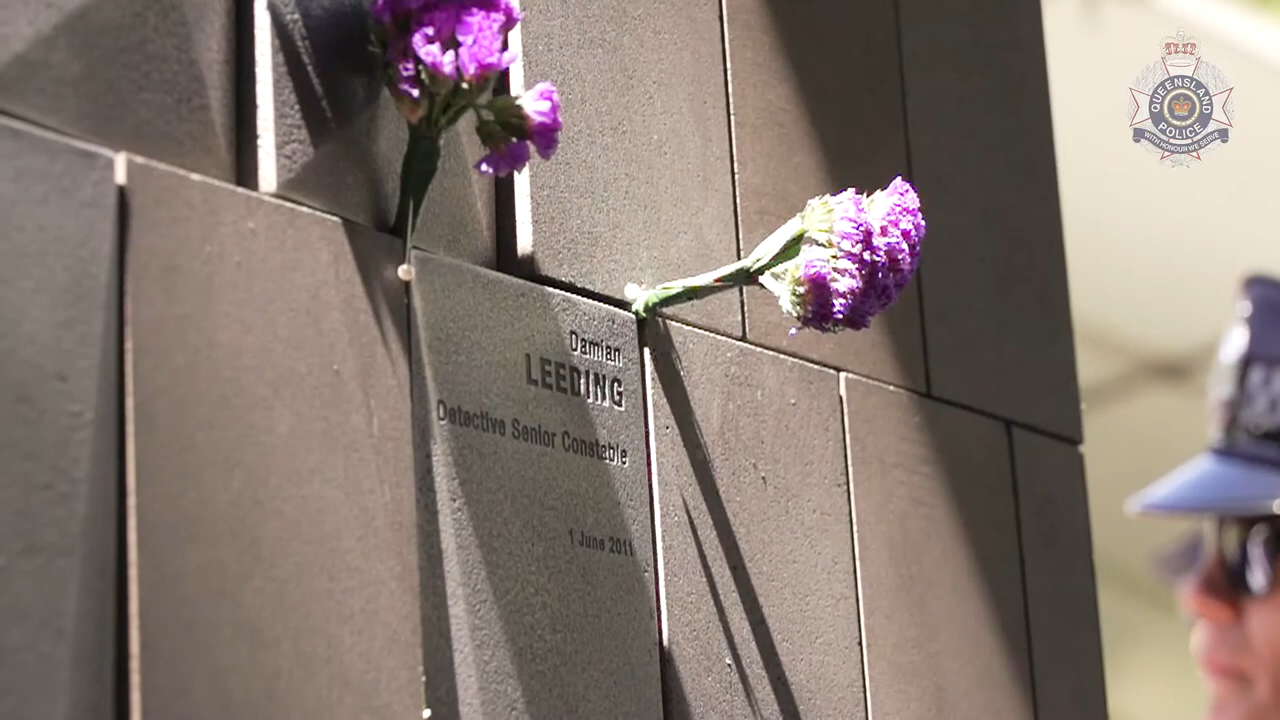 Damian
LEEDING
Detective Senior Constable
1 June 2011
QUEENSLAND
POLICE
WITH HONOUR WE SERVE